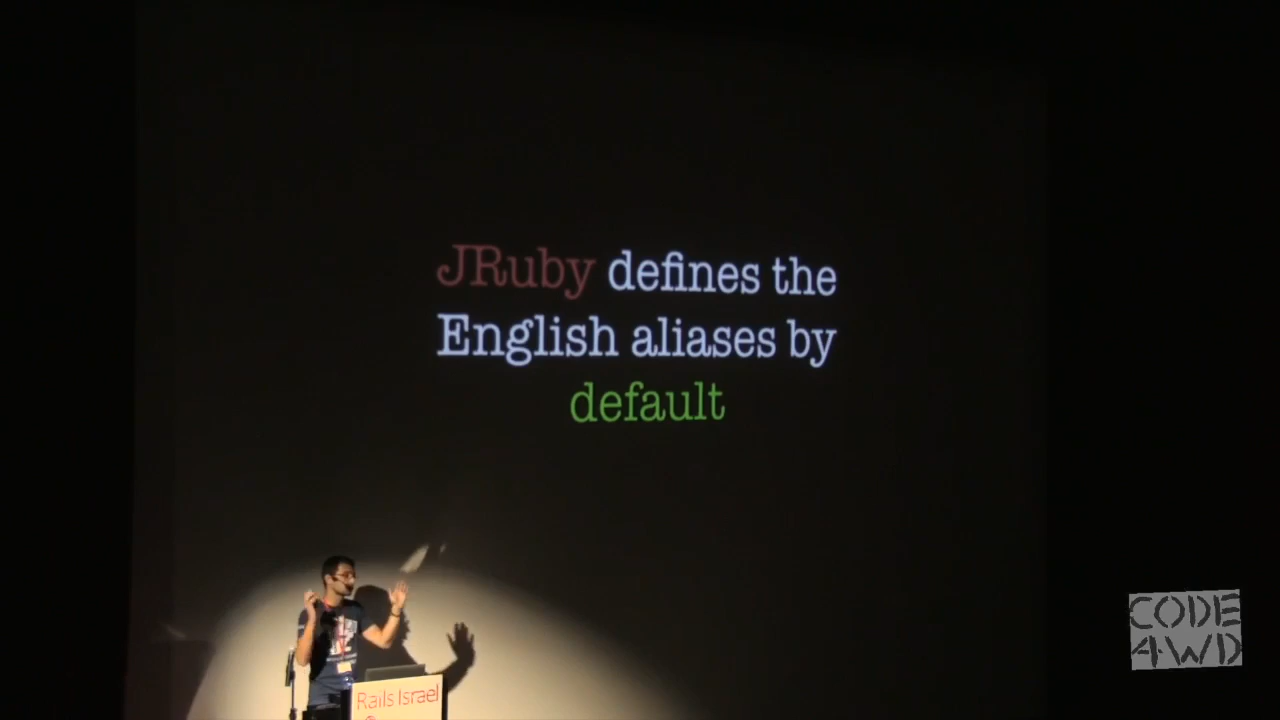 JRuby defines the
English aliases by
default
Rails Israel
CODE
4WD